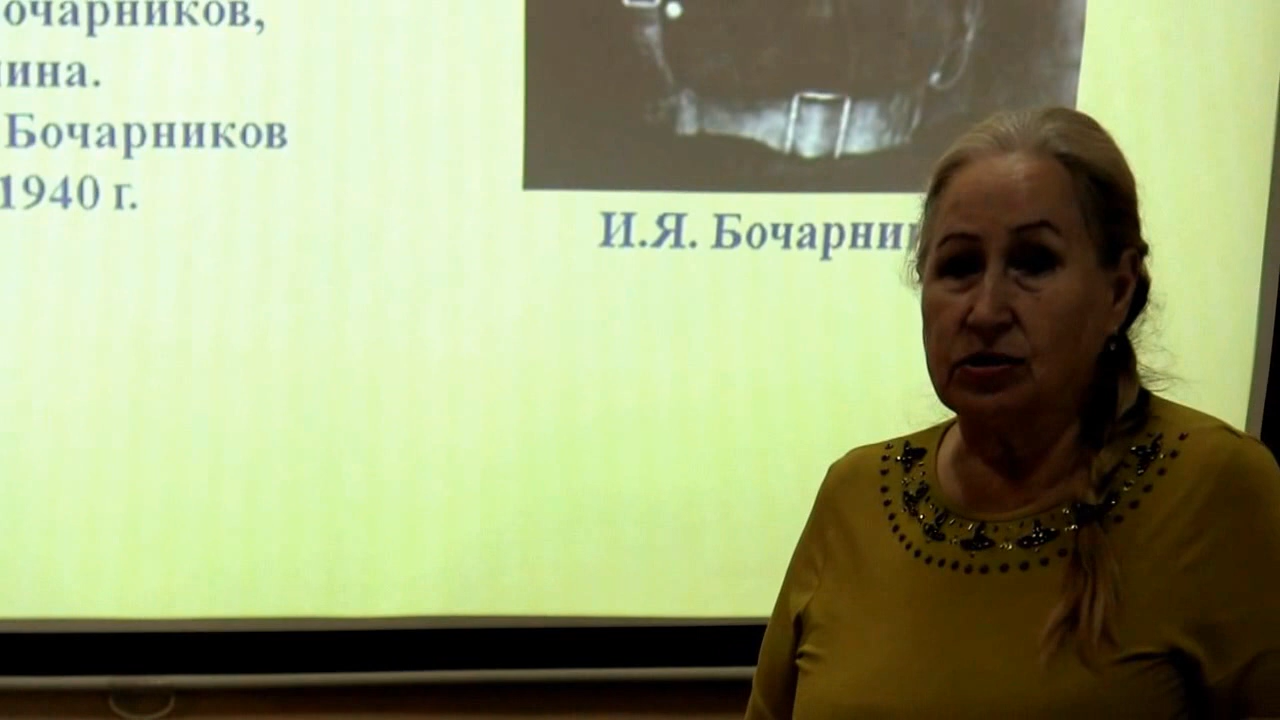 очарников,
ина.
Бочарников
1940 г.
И.Я. Бочарни